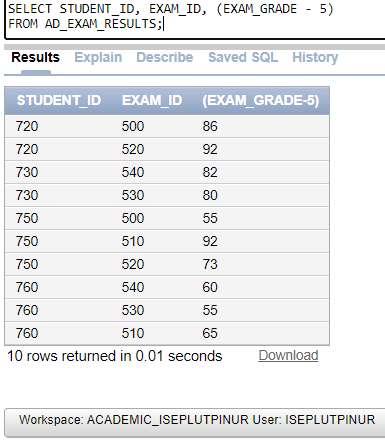 SELECT STUDENT_ID, EXAM_ID, (EXAM_GRADE - 5)
FROM AD_EXAM_RESULTS;
Results Explain Describe Saved SQL History
STUDENT_ID EXAM_ID (EXAM_GRADE-5)
720 500 86
720 520 92
730 540 82
730 530 80
750 500 55
750 510 92
750 520 73
760 540 60
760 530 55
760 510 65
10 rows returned in 0.01 seconds Download
Workspace: ACADEMIC_ISEPLUTPINUR User: ISEPLUTPINUR